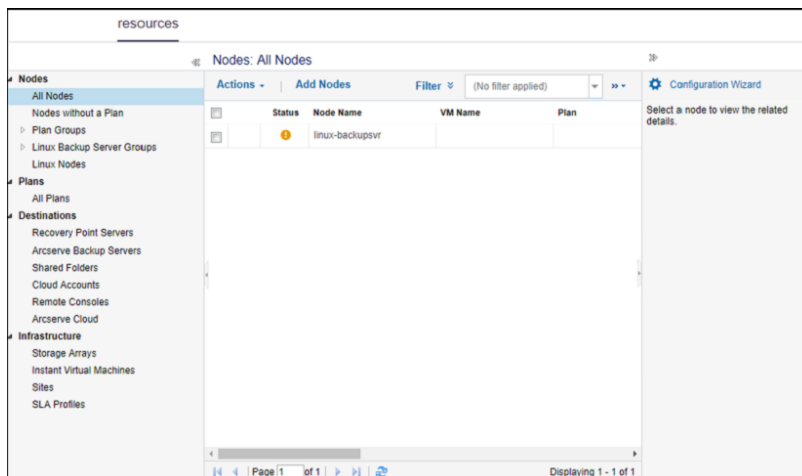 resources
Nodes: All Nodes
Nodes
All Nodes
Nodes without a Plan
Plan Groups
Linux Backup Server Groups
Linux Nodes
Plans
All Plans
Destinations
Recovery Point Servers
Arcserve Backup Servers
Shared Folders
Cloud Accounts
Remote Consoles
Arcserve Cloud
Infrastructure
Storage Arrays
Instant Virtual Machines
Sites
SLA Profiles
Actions | Add Nodes Filter (No filter applied)
Status Node Name VM Name Plan
linux-backupsvr
Page 1 of 1 Displaying 1 - 1 of 1
Configuration Wizard
Select a node to view the related
details.